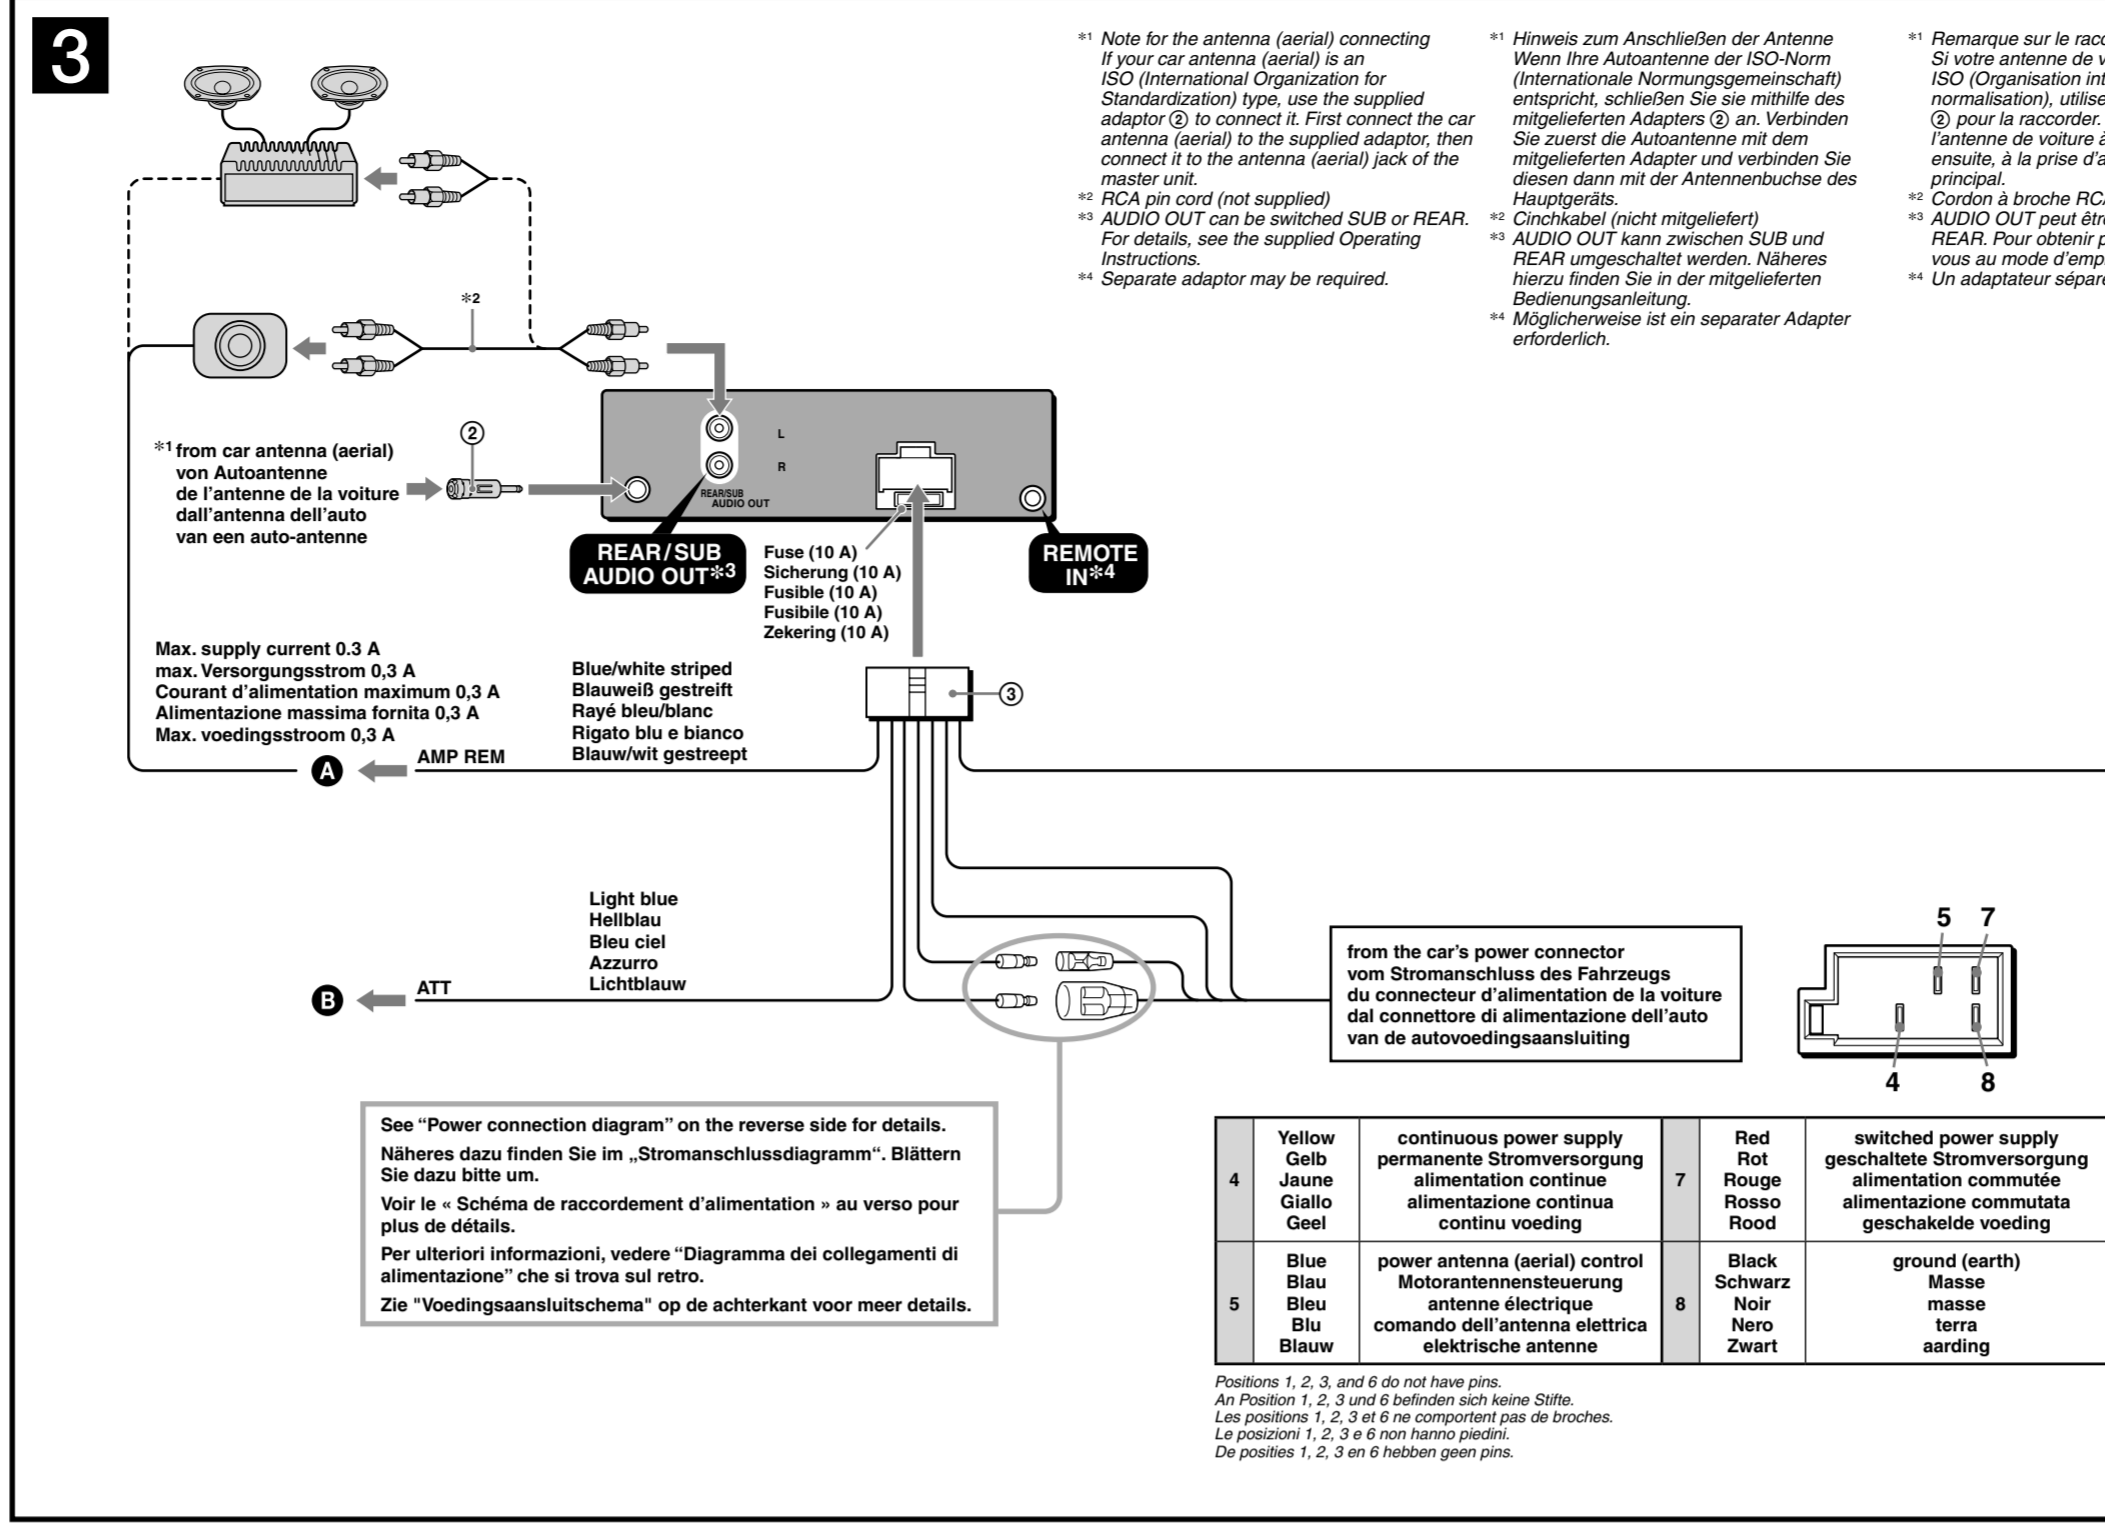 3
*1 Note for the antenna (aerial) connecting
If your car antenna (aerial) is an
ISO (International Organization for
Standardization) type, use the supplied
adaptor ② to connect it. First connect the car
antenna (aerial) to the supplied adaptor, then
connect it to the antenna (aerial) jack of the
master unit.
*2 RCA pin cord (not supplied)
*3 AUDIO OUT can be switched SUB or REAR.
For details, see the supplied Operating
Instructions.
*4 Separate adaptor may be required.
*1 Hinweis zum Anschließen der Antenne
Wenn Ihre Autoantenne der ISO-Norm
(Internationale Normungsgemeinschaft)
entspricht, schließen Sie sie mithilfe des
mitgelieferten Adapters ② an. Verbinden
Sie zuerst die Autoantenne mit dem
mitgelieferten Adapter und verbinden Sie
diesen dann mit der Antennenbuchse des
Hauptgeräts.
*2 Cinchkabel (nicht mitgeliefert)
*3 AUDIO OUT kann zwischen SUB und
REAR umgeschaltet werden. Näheres
hierzu finden Sie in der mitgelieferten
Bedienungsanleitung.
*4 Möglicherweise ist ein separater Adapter
erforderlich.
*1 Remarque sur le
Si votre antenne de
ISO (Organisation
normalisation),
② pour la raccorder.
l'antenne de voiture
ensuite, à la prise
principal.
*2 Cordon à broche
*3 AUDIO OUT peut
REAR. Pour obtenir
vous au mode
*4 Un adaptateur
*2
*1 from car antenna (aerial)
von Autoantenne
de l'antenne de la voiture
dall'antenna dell'auto
van een auto-antenne
②
L
R
REAR/SUB
AUDIO OUT
REAR/SUB
AUDIO OUT*3
Fuse (10 A)
Sicherung (10 A)
Fusible (10 A)
Fusibile (10 A)
Zekering (10 A)
REMOTE
IN*4
Max. supply current 0.3 A
max. Versorgungsstrom 0,3 A
Courant d'alimentation maximum 0,3 A
Alimentazione massima fornita 0,3 A
Max. voedingsstroom 0,3 A
Blue/white striped
Blauweiß gestreift
Rayé bleu/blanc
Rigato blu e bianco
Blauw/wit gestreept
③
A
AMP REM
Light blue
Hellblau
Bleu ciel
Azzurro
Lichtblauw
B
ATT
from the car's power connector
vom Stromanschluss des Fahrzeugs
du connecteur d'alimentation de la voiture
dal connettore di alimentazione dell'auto
van de autovoedingsaansluiting
5 7
4 8
See “Power connection diagram” on the reverse side for details.
Näheres dazu finden Sie im „Stromanschlussdiagramm“. Blättern
Sie dazu bitte um.
Voir le « Schéma de raccordement d'alimentation » au verso pour
plus de détails.
Per ulteriori informazioni, vedere “Diagramma dei collegamenti di
alimentazione” che si trova sul retro.
Zie "Voedingsaansluitschema" op de achterkant voor meer details.
4
Yellow
Gelb
Jaune
Giallo
Geel
continuous power supply
permanente Stromversorgung
alimentation continue
alimentazione continua
continu voeding
7
Red
Rot
Rouge
Rosso
Rood
switched power supply
geschaltete Stromversorgung
alimentation commutée
alimentazione commutata
geschakelde voeding
5
Blue
Blau
Bleu
Blu
Blauw
power antenna (aerial) control
Motorantennensteuerung
antenne électrique
comando dell'antenna elettrica
elektrische antenne
8
Black
Schwarz
Noir
Nero
Zwart
ground (earth)
Masse
masse
terra
aarding
Positions 1, 2, 3, and 6 do not have pins.
An Position 1, 2, 3 und 6 befinden sich keine Stifte.
Les positions 1, 2, 3 et 6 ne comportent pas de broches.
Le posizioni 1, 2, 3 e 6 non hanno piedini.
De posities 1, 2, 3 en 6 hebben geen pins.